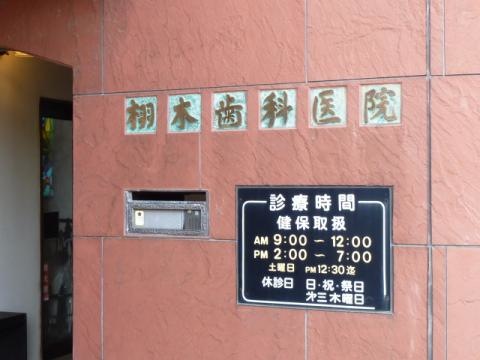 栩木歯科医院
診療時間
健保取扱
AM 9:00 〜 12:00
PM 2:00 〜 7:00
土曜日 PM 12:30迄
休診日 日・祝・祭日
第三木曜日